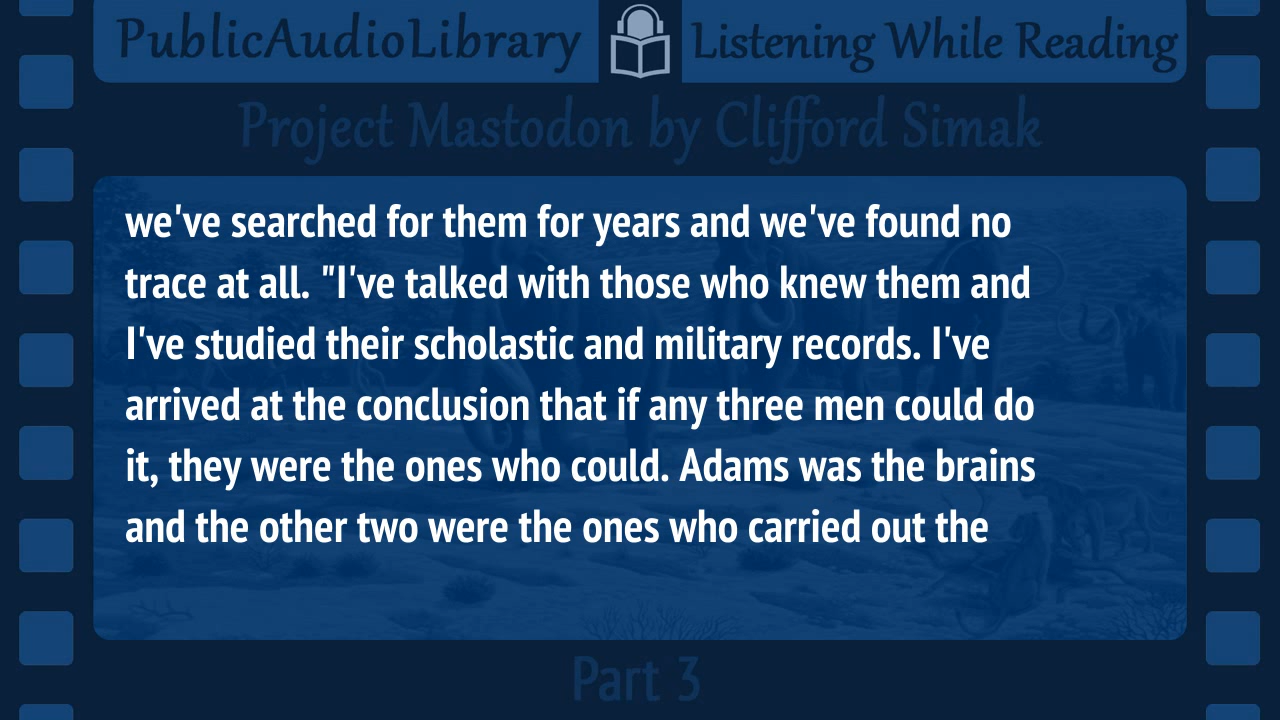 PublicAudioLibrary
Listening While Reading
Project Mastodon by Clifford Simak
we've searched for them for years and we've found no
trace at all. "I've talked with those who knew them and
I've studied their scholastic and military records. I've
arrived at the conclusion that if any three men could do
it, they were the ones who could. Adams was the brains
and the other two were the ones who carried out the
Part 3